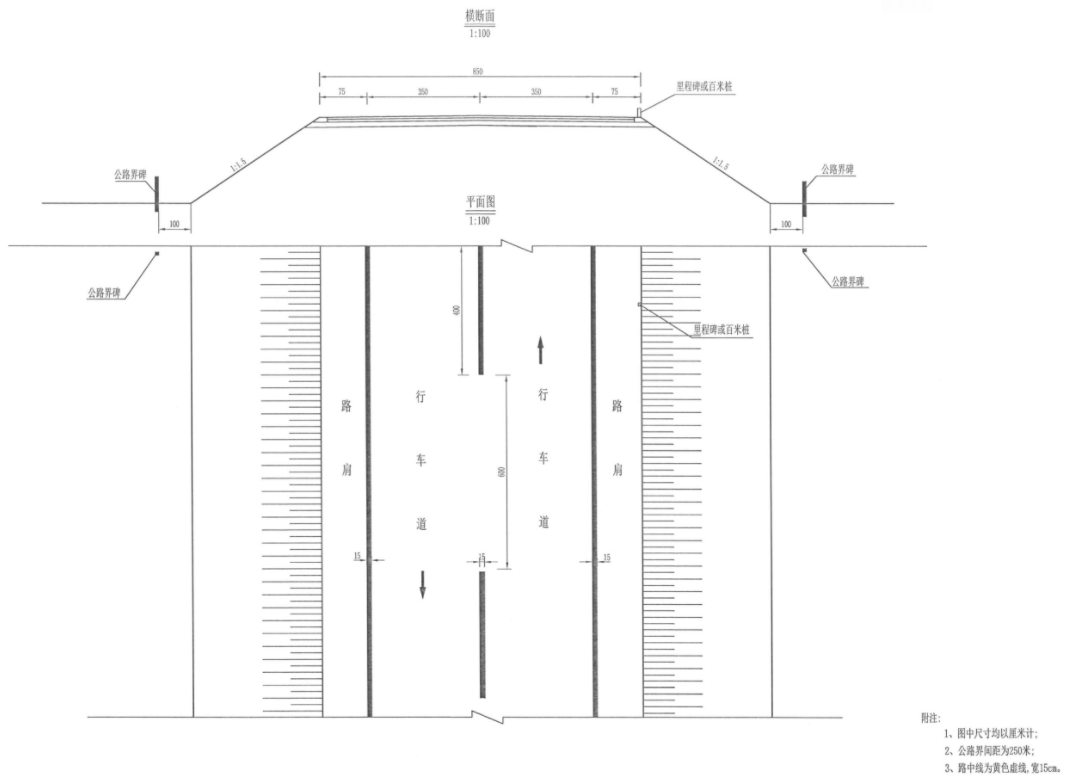 横断面
1:100
850
75
350
350
75
里程碑或百米桩
1:1.5
1:1.5
公路界碑
公路界碑
平面图
1:100
100
100
公路界碑
公路界碑
400
里程碑或百米桩
路肩
行车道
600
行车道
路肩
15
15
15
附注:
1、图中尺寸均以厘米计;
2、公路界间距为250米;
3、路中线为黄色虚线,宽15cm。